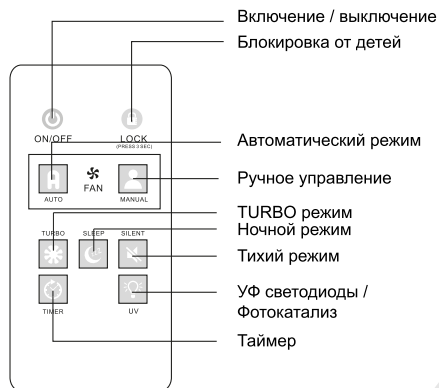 Включение / выключение
Блокировка от детей
ON/OFF
LOCK
(PRESS 3 SEC)
Автоматический режим
FAN
AUTO
MANUAL
Ручное управление
TURBO режим
TURBO
SLEEP
SILENT
Ночной режим
Тихий режим
УФ светодиоды /
Фотокатализ
TIMER
UV
Таймер